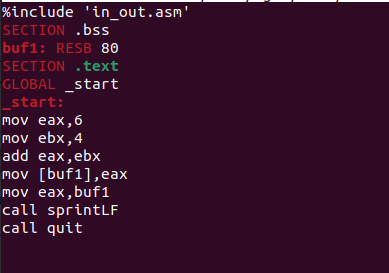 %include 'in_out.asm'
SECTION .bss
buf1: RESB 80
SECTION .text
GLOBAL _start
_start:
mov eax,6
mov ebx,4
add eax,ebx
mov [buf1],eax
mov eax,buf1
call sprintLF
call quit